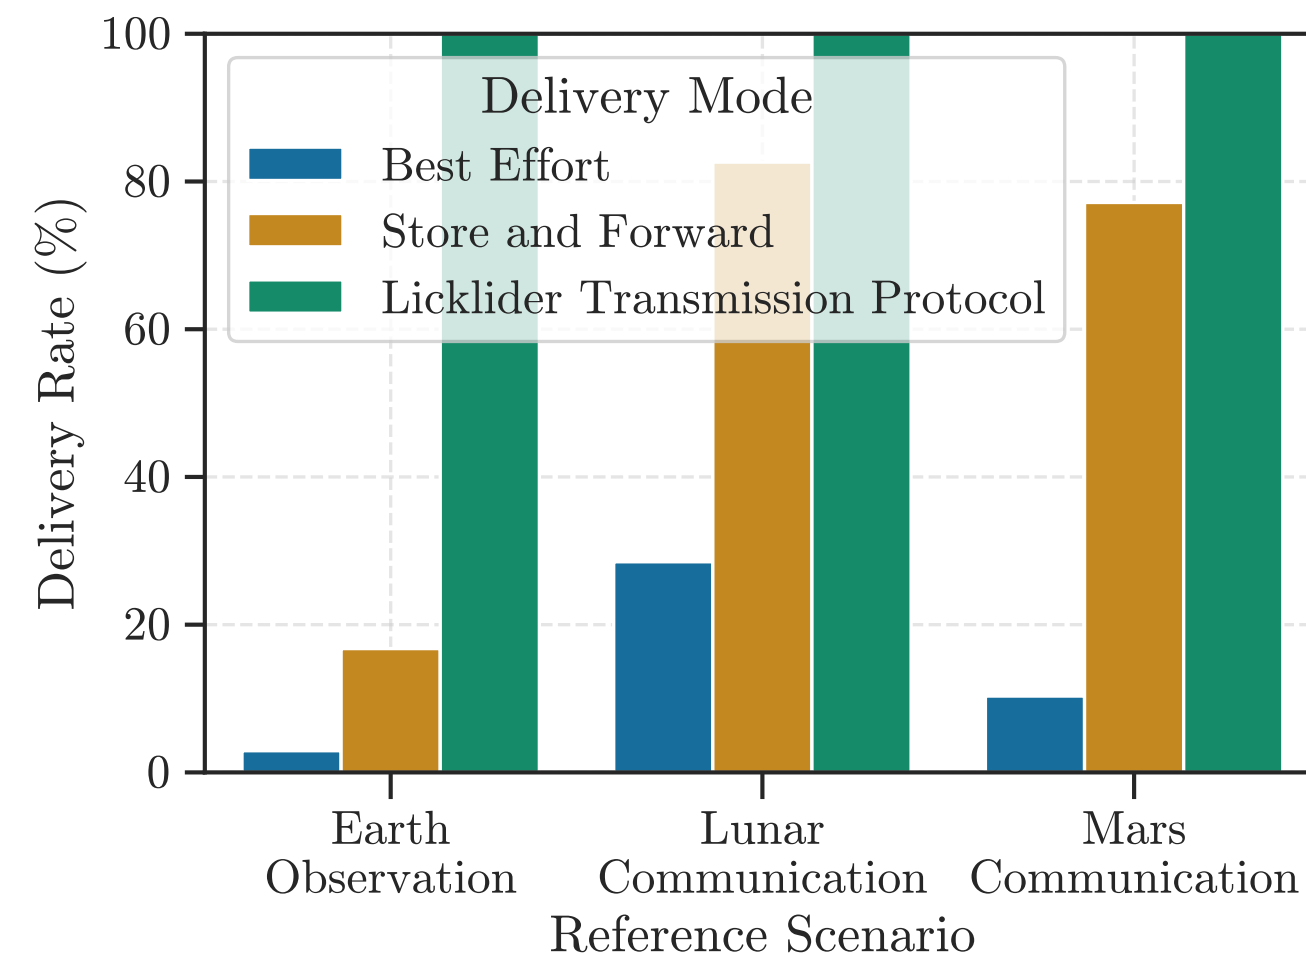 100
80
60
40
20
0
Delivery Rate (%)
Delivery Mode
Best Effort
Store and Forward
Licklider Transmission Protocol
Earth
Observation
Lunar
Communication
Mars
Communication
Reference Scenario